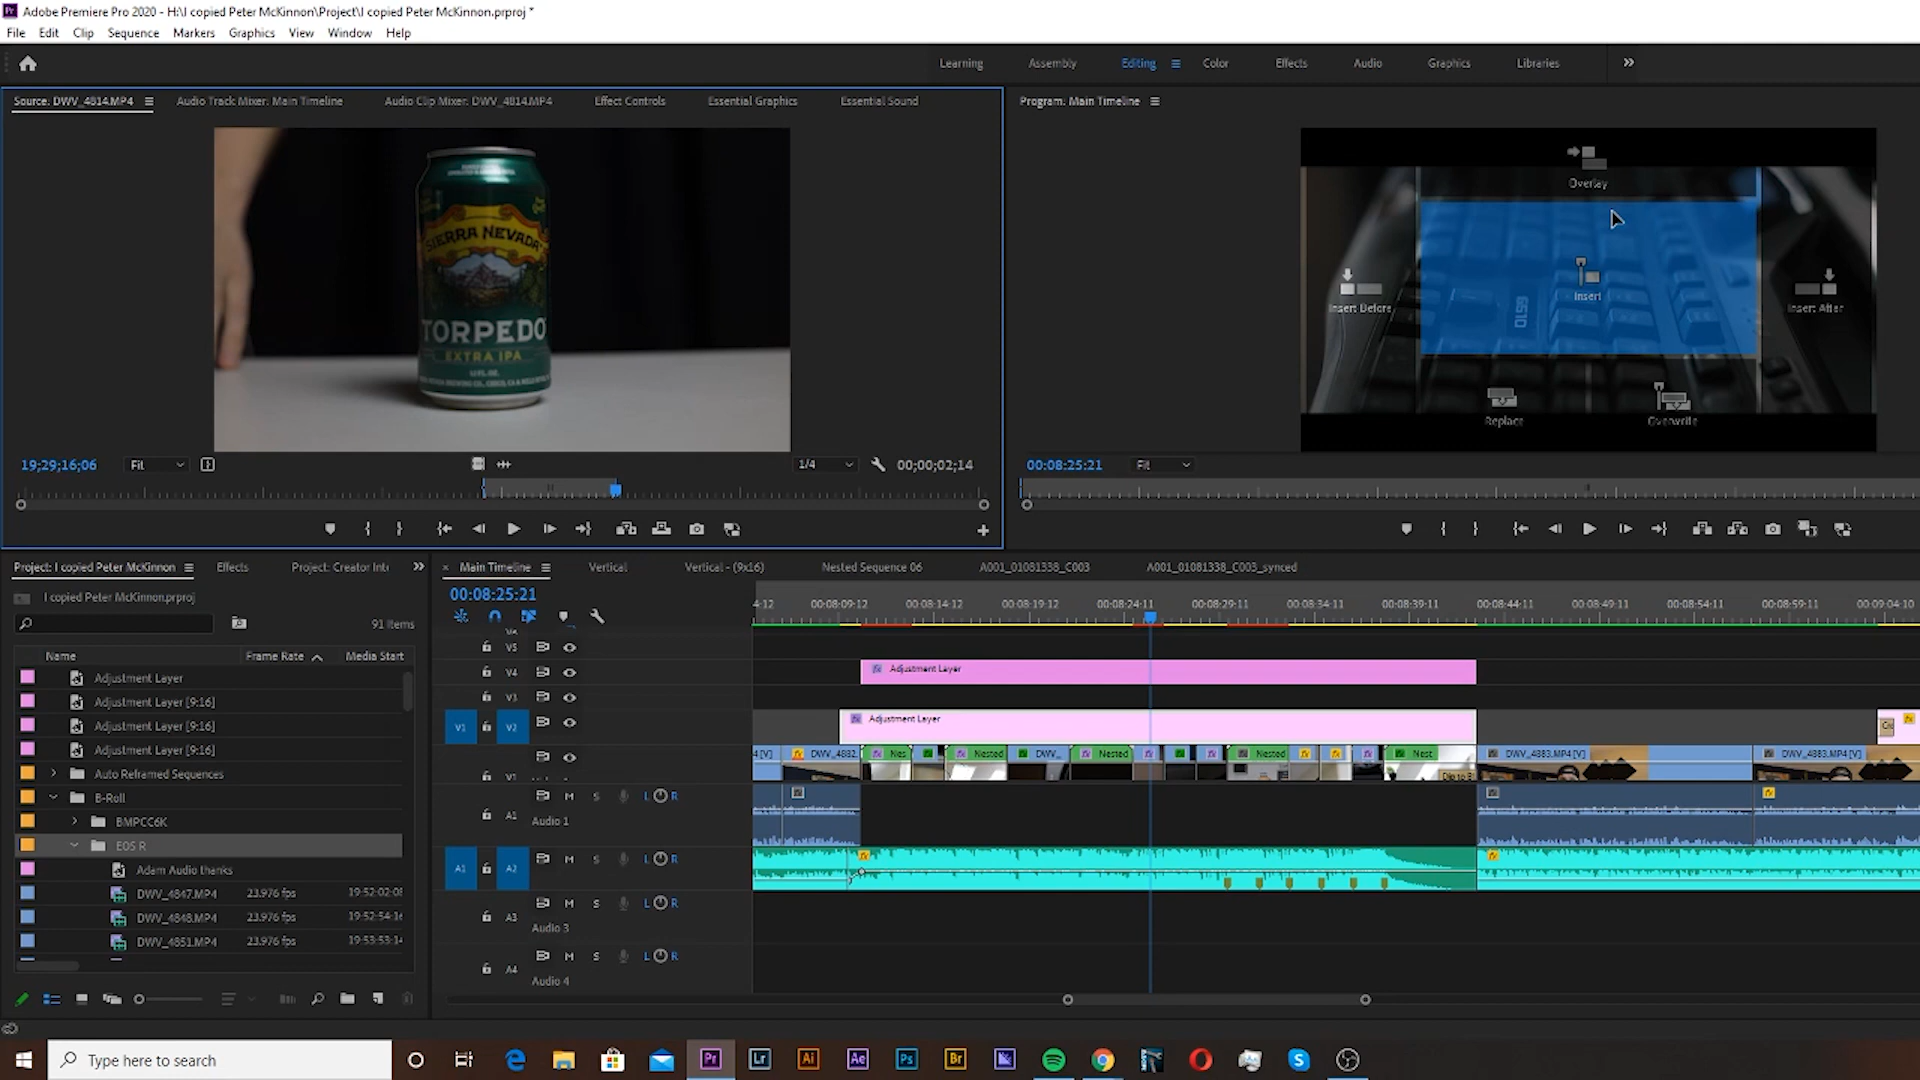 Adobe Premiere Pro 2020 - H:\I copied Peter McKinnon\Project\I copied Peter McKinnon.prproj *
File Edit Clip Sequence Markers Graphics View Window Help
Learning Assembly Editing Color Effects Audio Graphics Libraries
Source: DWV_4814.MP4 Audio Track Mixer: Main Timeline Audio Clip Mixer: DWV_4814.MP4 Effect Controls Essential Graphics Essential Sound
Program: Main Timeline
SIERRA NEVADA
TORPEDO
EXTRA IPA
Overlay
Insert Before
Insert
Insert After
Replace
Overwrite
G510
19;29;16;06 Fit 1/4 00;00;02;14
00:08:25:21 Fit
Project: I copied Peter McKinnon Effects Project: Creator Int
I copied Peter McKinnon.prproj
91 Items
Name Frame Rate Media Start
Adjustment Layer
Adjustment Layer [9:16]
Adjustment Layer [9:16]
Adjustment Layer [9:16]
Auto Reframed Sequences
B-Roll
BMPCC6K
EOS R
Adam Audio thanks
DWV_4847.MP4 23.976 fps 19:52:02:08
DWV_4848.MP4 23.976 fps 19:52:54:16
DWV_4851.MP4 23.976 fps 19:53:53:14
× Main Timeline Vertical Vertical - (9x16) Nested Sequence 06 A001_01081338_C003 A001_01081338_C003_synced
00:08:25:21
4:12 00:08:09:12 00:08:14:12 00:08:19:12 00:08:24:11 00:08:29:11 00:08:34:11 00:08:39:11 00:08:44:11 00:08:49:11 00:08:54:11 00:08:59:11 00:09:04:10
V5
V4 Adjustment Layer
V3
V1 V2 Adjustment Layer
V1 4 [V] DWV_4882. Nes Nested DWV_ Nested Nested Nest DWV_4883.MP4 [V] DWV_4883.MP4 [V]
M S L R
A1 Audio 1
A1 A2 M S L R
M S L R
A3 Audio 3
M S L R
A4 Audio 4
Type here to search
Pr Lr Ai Ae Ps Br